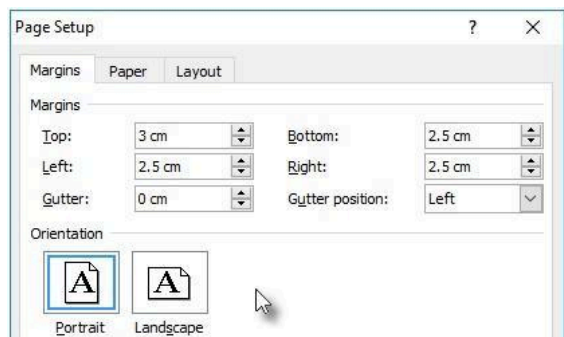 Page Setup ? ×
Margins Paper Layout
Margins
Top: 3 cm Bottom: 2.5 cm
Left: 2.5 cm Right: 2.5 cm
Gutter: 0 cm Gutter position: Left
Orientation
A A
Portrait Landscape